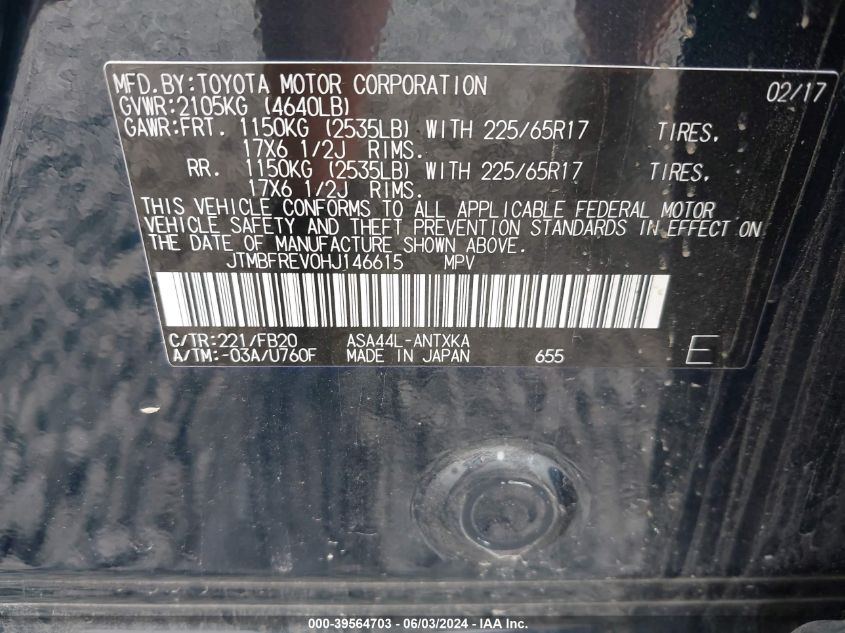 MFD.BY:TOYOTA MOTOR CORPORATION 02/17
GVWR:2105KG (4640LB)
GAWR:FRT. 1150KG (2535LB) WITH 225/65R17 TIRES,
17X6 1/2J RIMS.
RR. 1150KG (2535LB) WITH 225/65R17 TIRES,
17X6 1/2J RIMS.
THIS VEHICLE CONFORMS TO ALL APPLICABLE FEDERAL MOTOR
VEHICLE SAFETY AND THEFT PREVENTION STANDARDS IN EFFECT ON
THE DATE OF MANUFACTURE SHOWN ABOVE.
JTMBFREV0HJ146615 MPV
C/TR:221/FB20 ASA44L-ANTXKA
A/TM:-03A/U760F MADE IN JAPAN 655 E
000-39564703 - 06/03/2024 - IAA Inc.